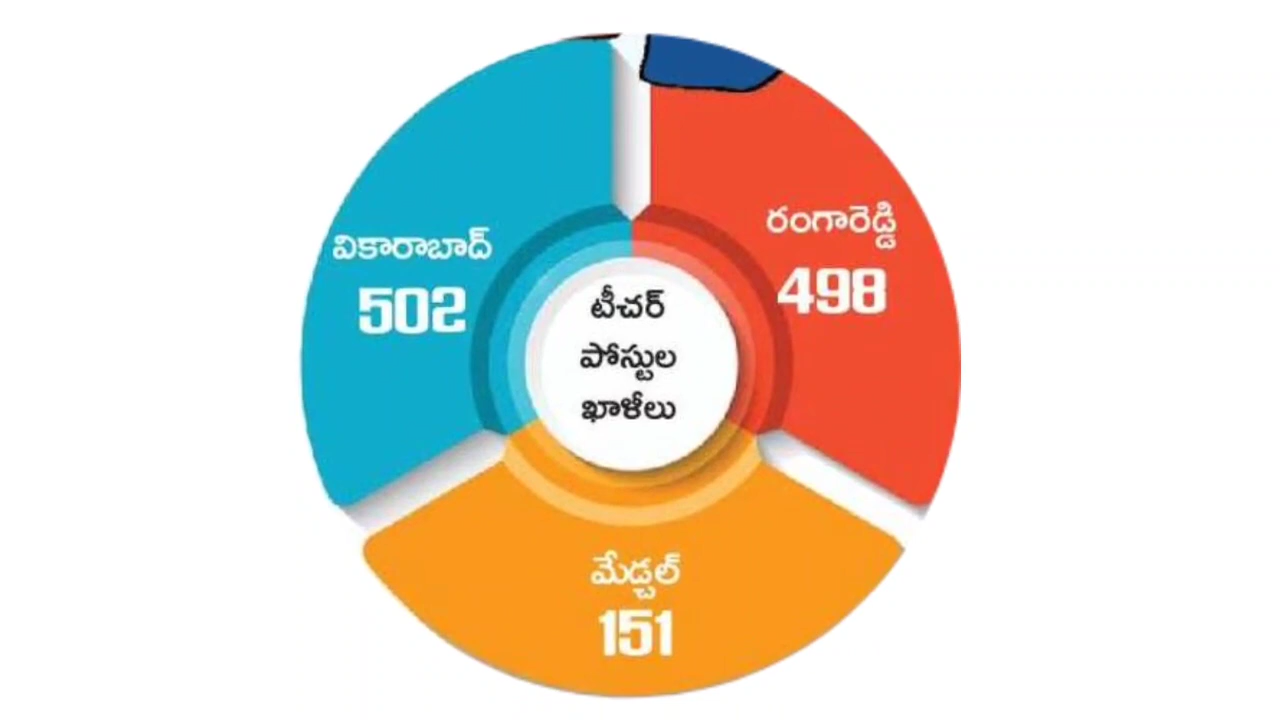 వికారాబాద్
502
రంగారెడ్డి
498
టీచర్
పోస్టుల
ఖాళీలు
మేడ్చల్
151